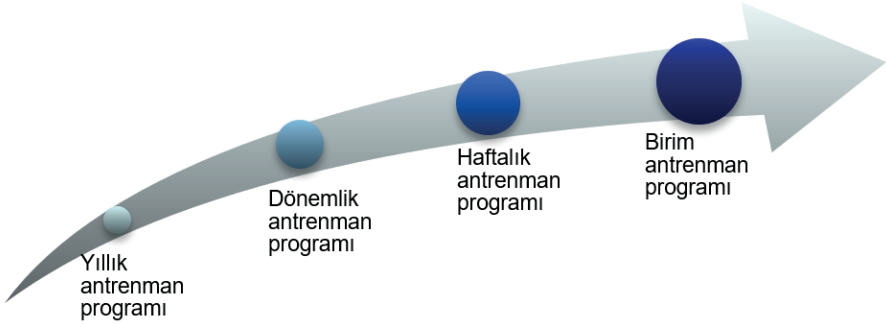 Yıllık
antrenman
programı
Dönemlik
antrenman
programı
Haftalık
antrenman
programı
Birim
antrenman
programı